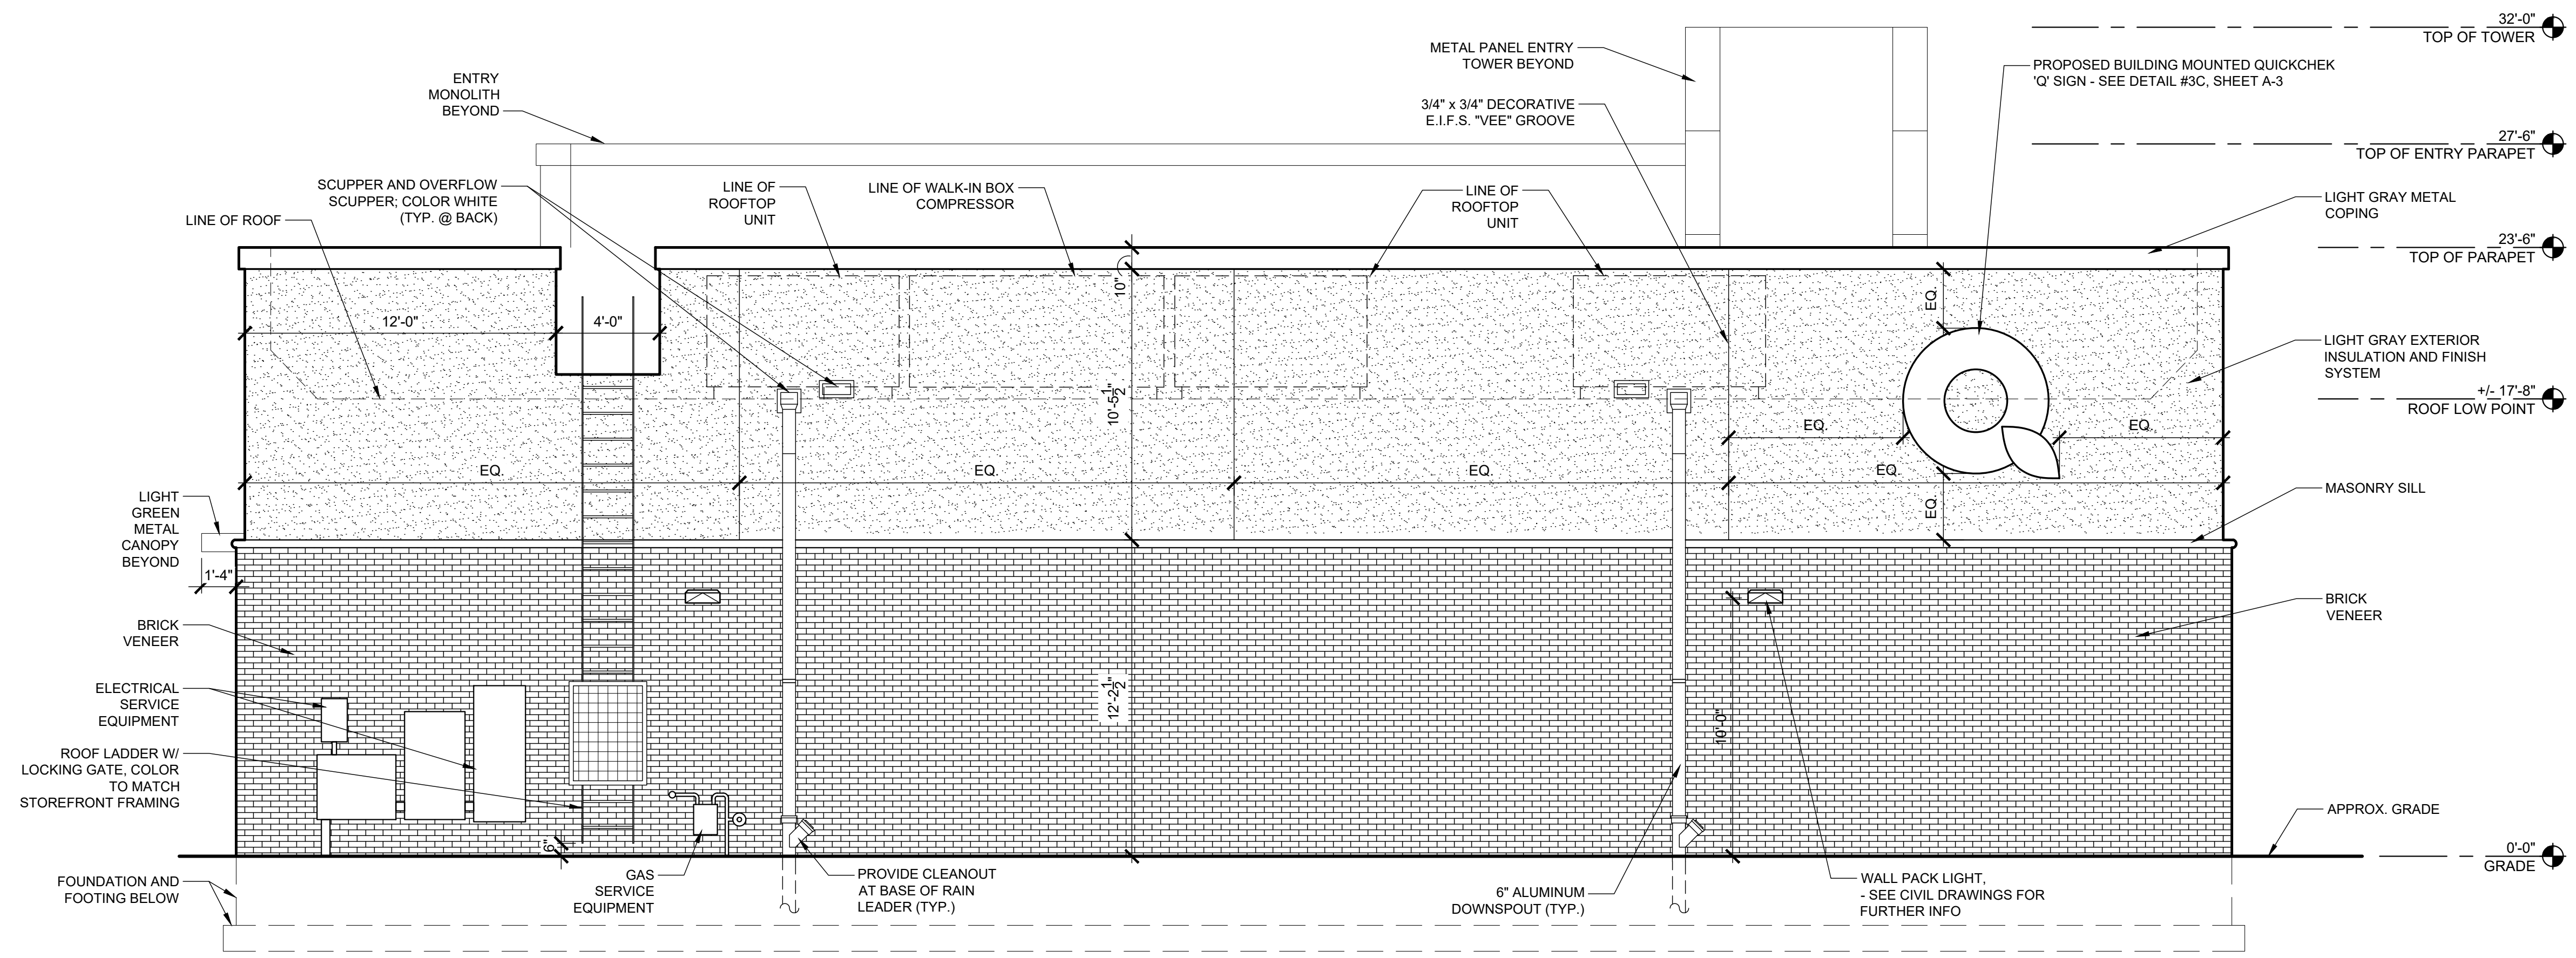 32'-0"
TOP OF TOWER
METAL PANEL ENTRY
TOWER BEYOND
PROPOSED BUILDING MOUNTED QUICKCHEK
'Q' SIGN - SEE DETAIL #3C, SHEET A-3
ENTRY
MONOLITH
BEYOND
3/4" x 3/4" DECORATIVE
E.I.F.S. "VEE" GROOVE
27'-6"
TOP OF ENTRY PARAPET
SCUPPER AND OVERFLOW
SCUPPER; COLOR WHITE
(TYP. @ BACK)
LINE OF
ROOFTOP
UNIT
LINE OF WALK-IN BOX
COMPRESSOR
LINE OF
ROOFTOP
UNIT
LIGHT GRAY METAL
COPING
LINE OF ROOF
23'-6"
TOP OF PARAPET
10"
EQ.
12'-0"
4'-0"
LIGHT GRAY EXTERIOR
INSULATION AND FINISH
SYSTEM
+/- 17'-8"
ROOF LOW POINT
10'-5 1/2"
EQ.
EQ.
EQ.
EQ.
EQ.
EQ.
EQ.
LIGHT
GREEN
METAL
CANOPY
BEYOND
MASONRY SILL
1'-4"
BRICK
VENEER
BRICK
VENEER
ELECTRICAL
SERVICE
EQUIPMENT
12'-2 1/2"
10'-0"
ROOF LADDER W/
LOCKING GATE, COLOR
TO MATCH
STOREFRONT FRAMING
APPROX. GRADE
6"
0'-0"
GRADE
FOUNDATION AND
FOOTING BELOW
GAS
SERVICE
EQUIPMENT
PROVIDE CLEANOUT
AT BASE OF RAIN
LEADER (TYP.)
6" ALUMINUM
DOWNSPOUT (TYP.)
WALL PACK LIGHT,
- SEE CIVIL DRAWINGS FOR
FURTHER INFO